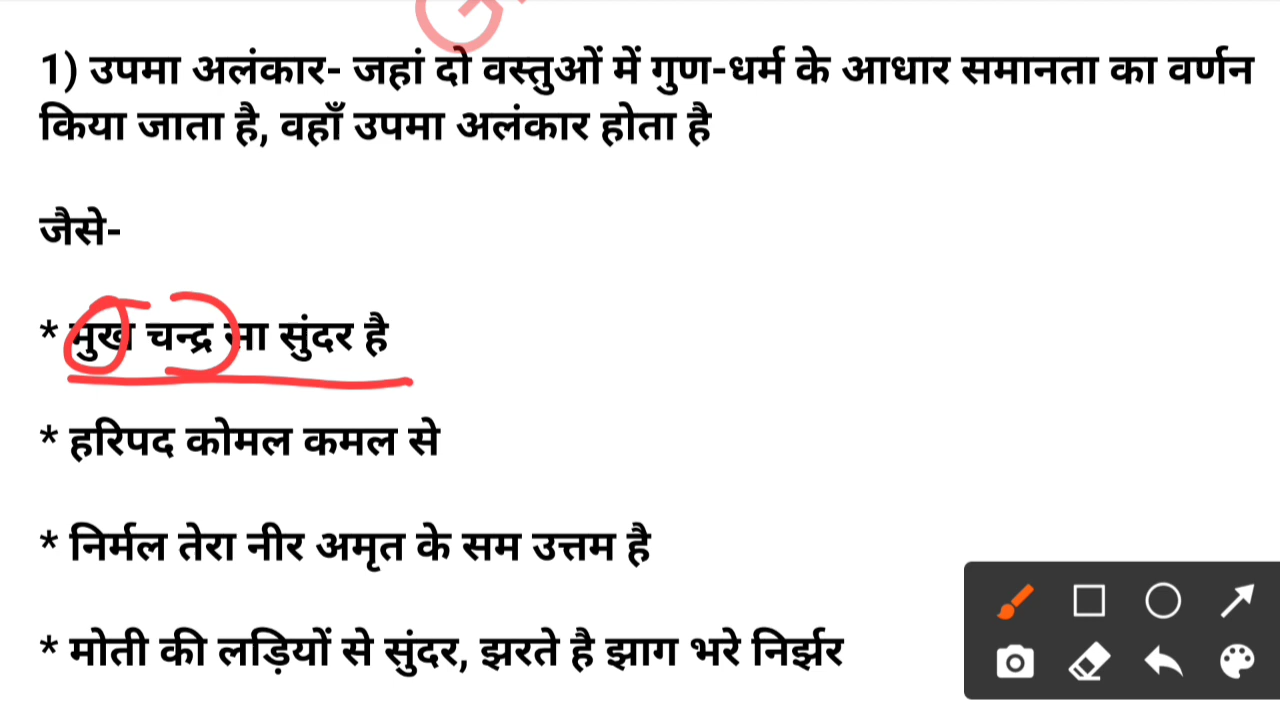 1) उपमा अलंकार- जहां दो वस्तुओं में गुण-धर्म के आधार समानता का वर्णन
किया जाता है, वहाँ उपमा अलंकार होता है
जैसे-
* मुख चन्द्र सा सुंदर है
* हरिपद कोमल कमल से
* निर्मल तेरा नीर अमृत के सम उत्तम है
* मोती की लड़ियों से सुंदर, झरते है झाग भरे निर्झर